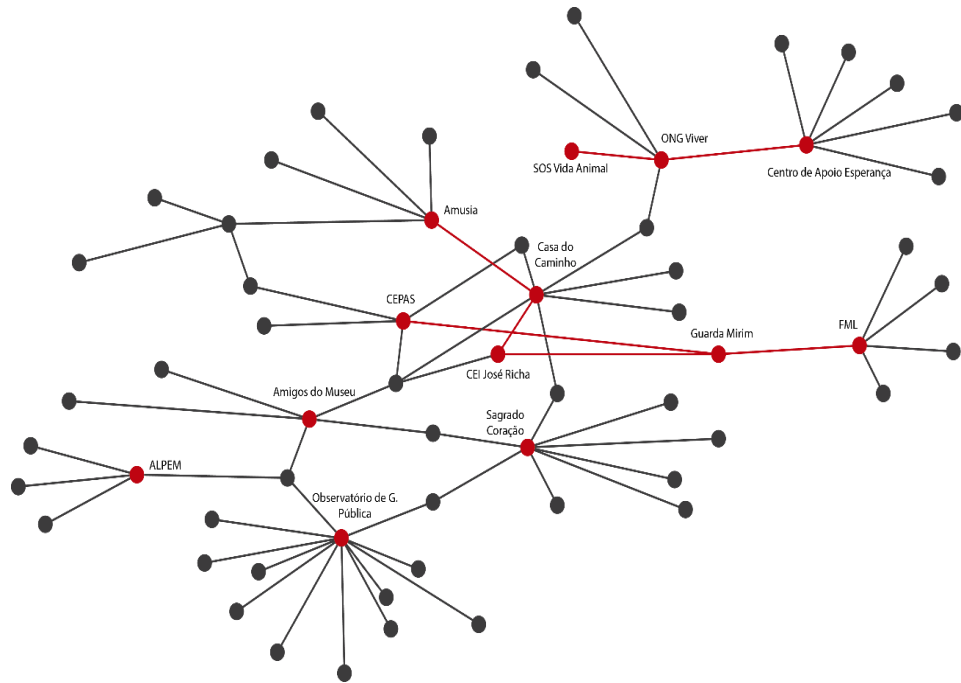 ONG Viver
SOS Vida Animal
Centro de Apoio Esperança
Amusia
Casa do
Caminho
CEPAS
Guarda Mirim
FML
CEI José Richa
Amigos do Museu
Sagrado
Coração
ALPEM
Observatório de G.
Pública